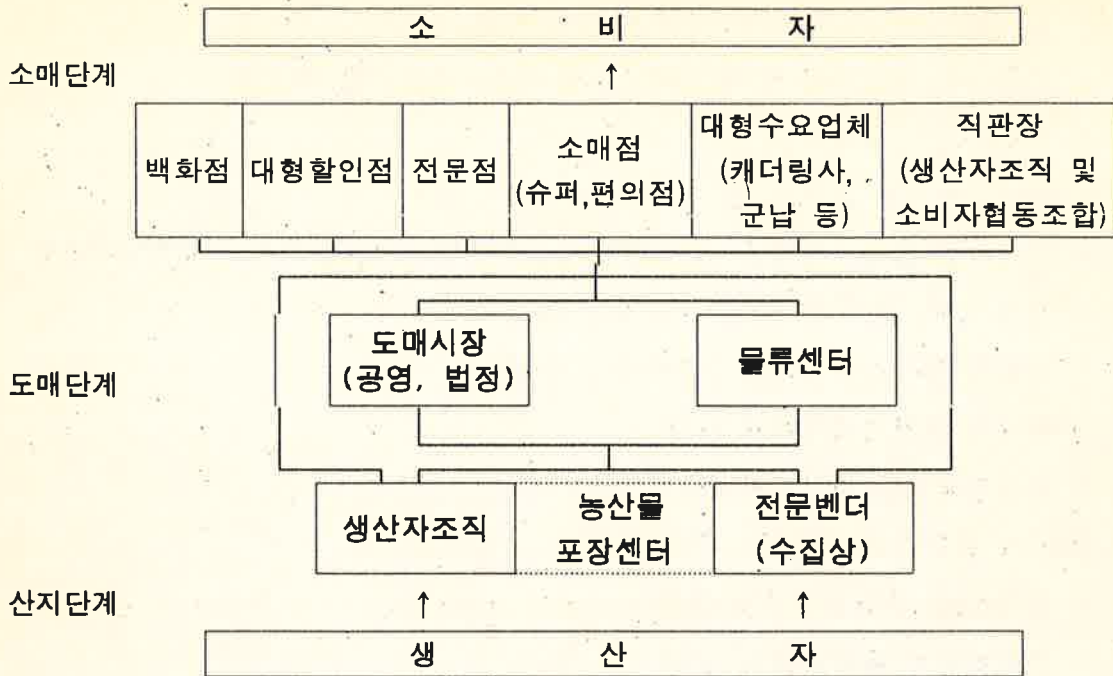 소 비 자
소매단계
↑
백화점
대형할인점
전문점
소매점
(슈퍼,편의점)
대형수요업체
(캐더링사,
군납 등)
직판장
(생산자조직 및
소비자협동조합)
도매단계
도매시장
(공영, 법정)
물류센터
생산자조직
농산물
포장센터
전문벤더
(수집상)
산지단계
↑ ↑
생 산 자